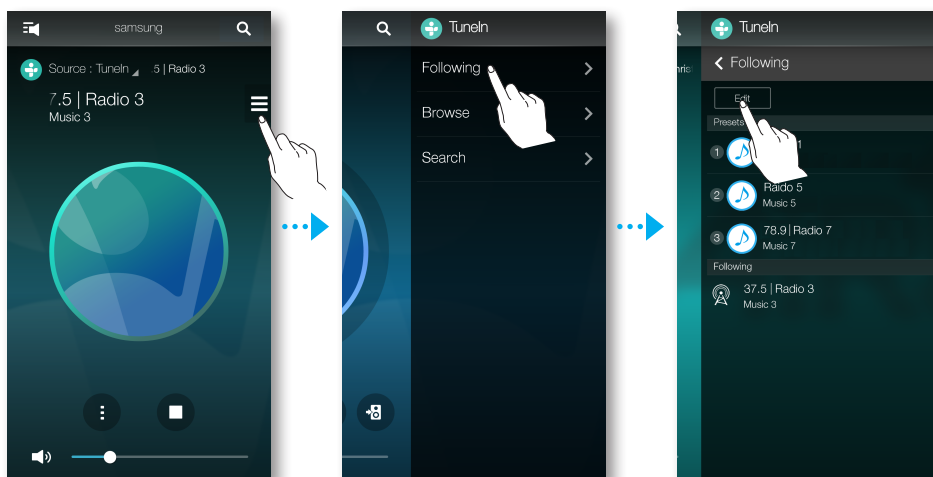 samsung
Source : TuneIn
.5 | Radio 3
7.5 | Radio 3
Music 3
TuneIn
Following
Browse
Search
TuneIn
Following
Edit
Presets
1
1
2
Raido 5
Music 5
3
78.9 | Radio 7
Music 7
Following
37.5 | Radio 3
Music 3